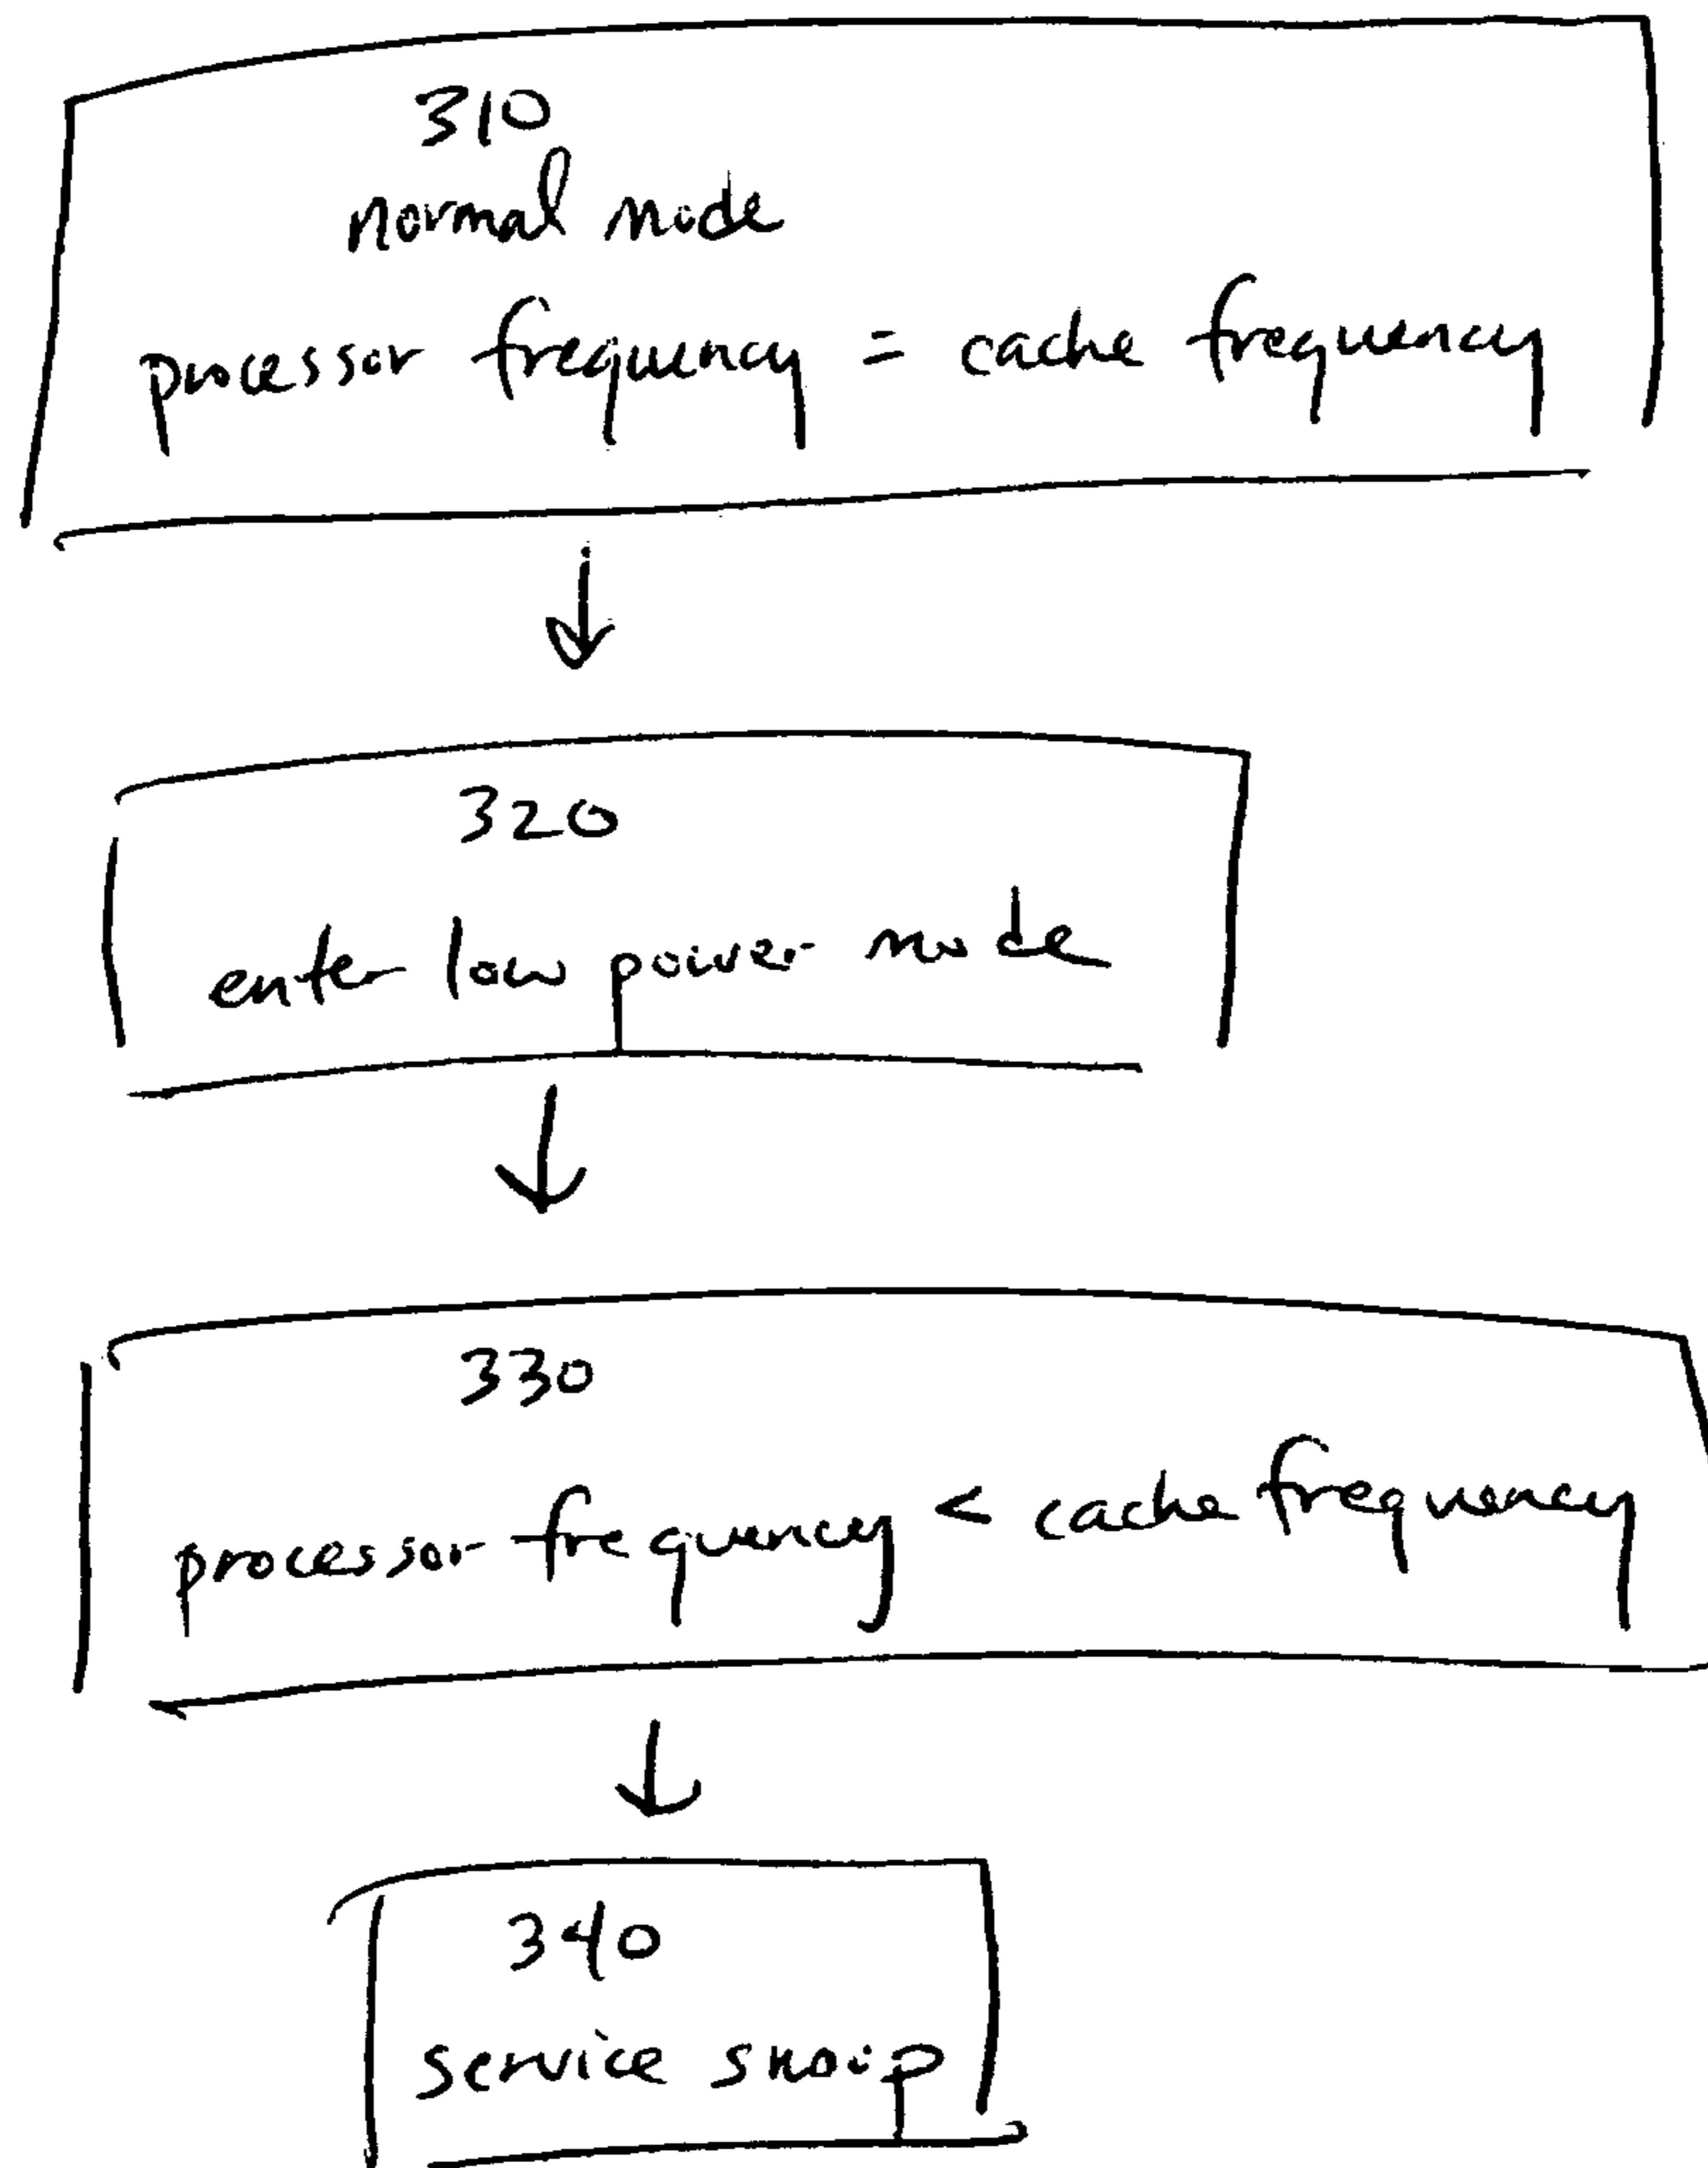 310
normal mode
processor frequency = cache frequency
320
enter low power mode
330
processor frequency < cache frequency
340
service snoop